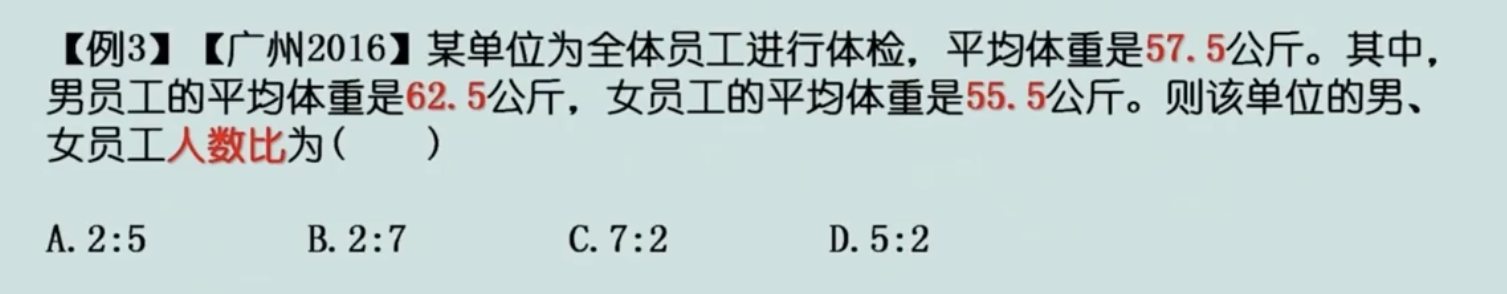 【例3】【广州2016】某单位为全体员工进行体检，平均体重是57.5公斤。其中，
男员工的平均体重是62.5公斤，女员工的平均体重是55.5公斤。则该单位的男、
女员工人数比为(　　)
A.2:5　　B.2:7　　C.7:2　　D.5:2